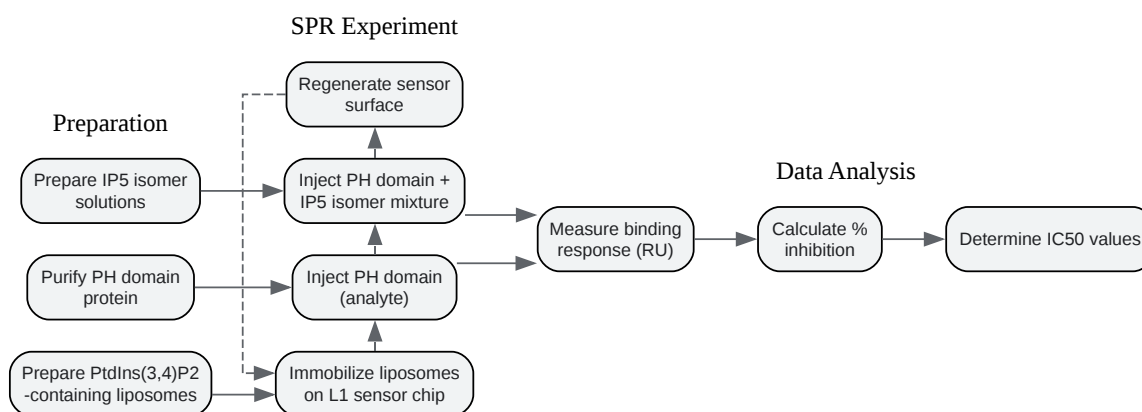 SPR Experiment
Regenerate sensor
surface
Preparation
Prepare IP5 isomer
solutions
Inject PH domain +
IP5 isomer mixture
Data Analysis
Measure binding
response (RU)
Calculate %
inhibition
Determine IC50 values
Purify PH domain
protein
Inject PH domain
(analyte)
Prepare PtdIns(3,4)P2
-containing liposomes
Immobilize liposomes
on L1 sensor chip